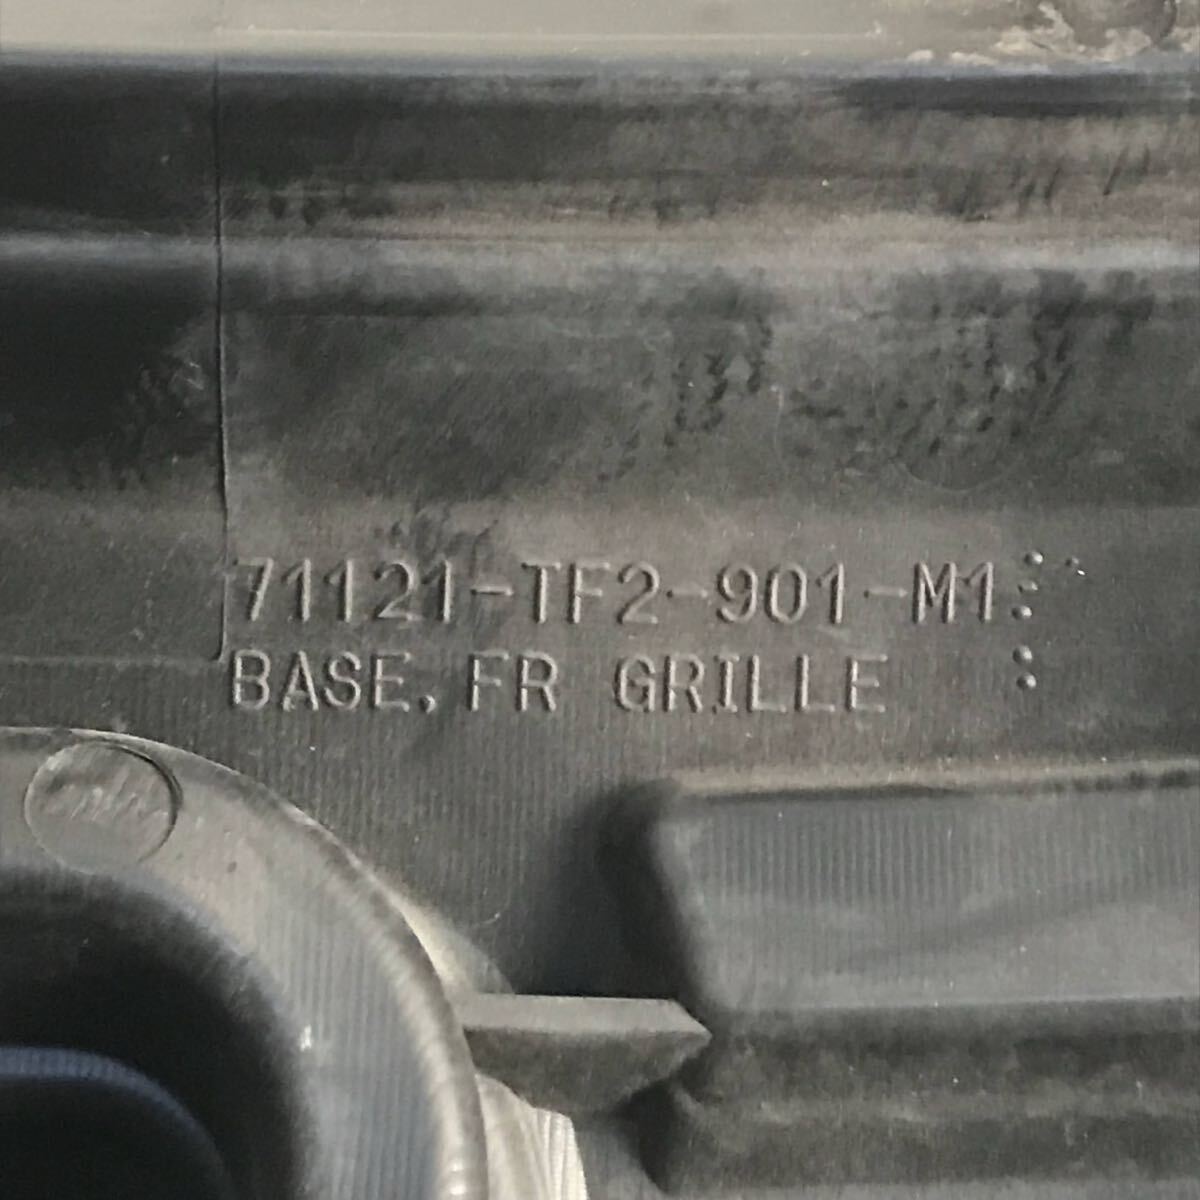 71121-TF2-901-M1
BASE, FR GRILLE